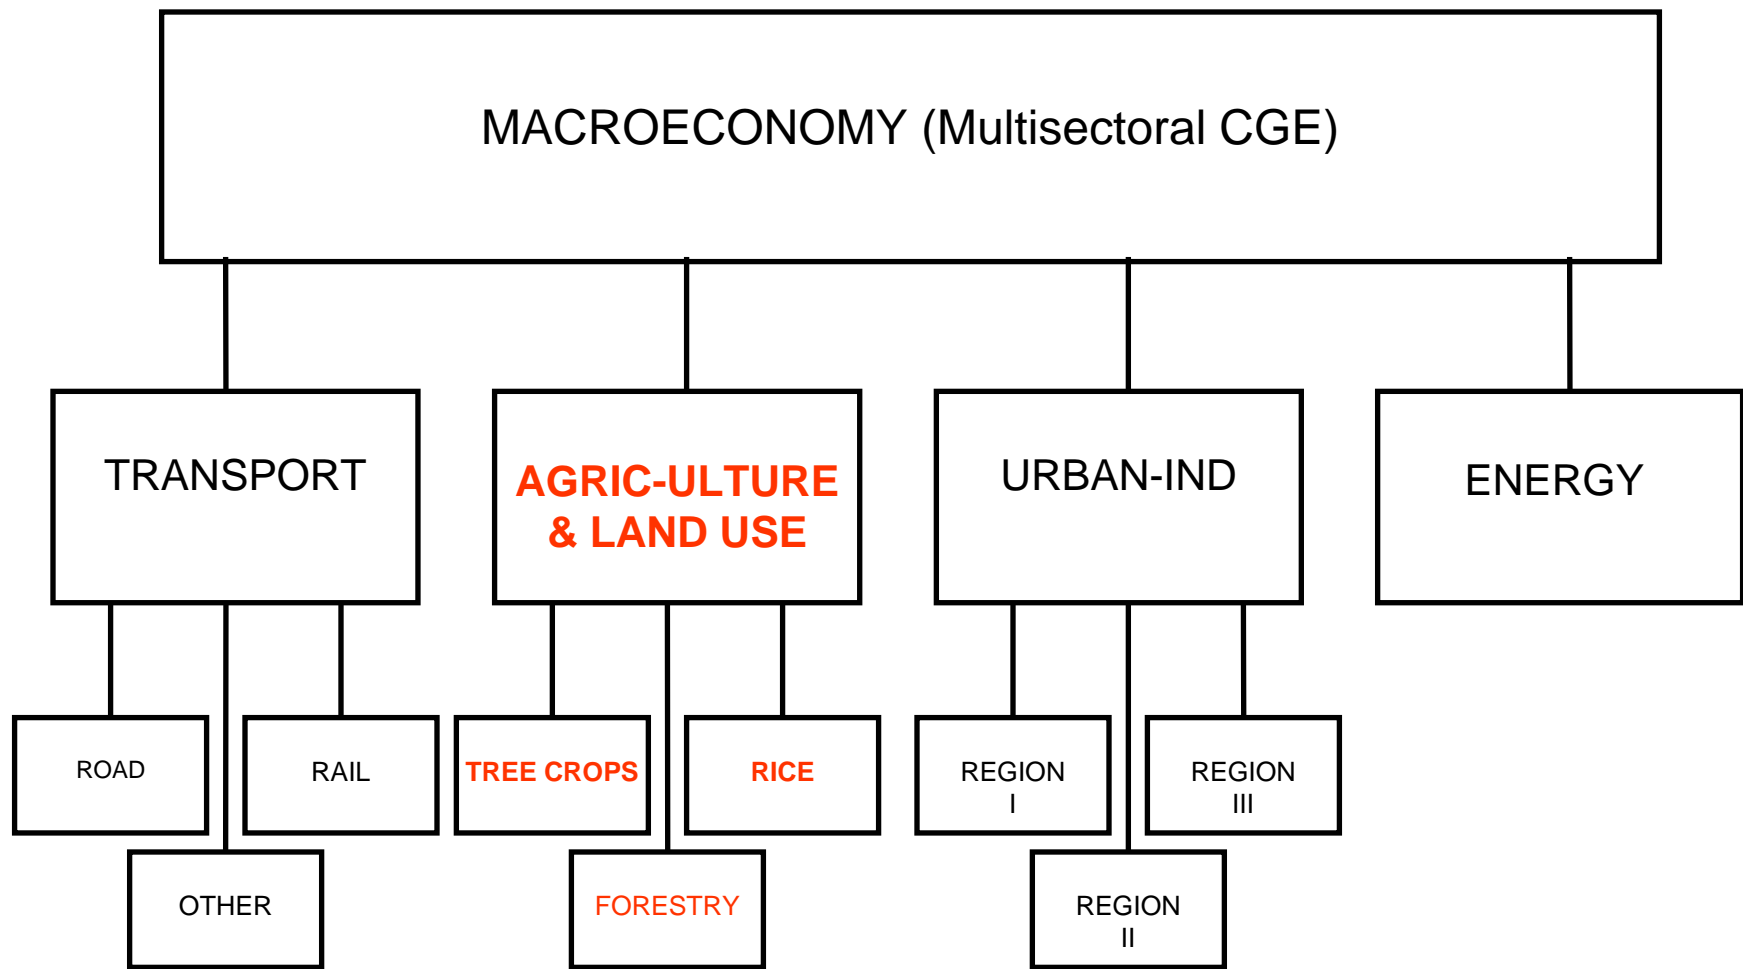 MACROECONOMY (Multisectoral CGE)
TRANSPORT
AGRIC-ULTURE
& LAND USE
URBAN-IND
ENERGY
ROAD
RAIL
TREE CROPS
RICE
REGION
I
REGION
III
OTHER
FORESTRY
REGION
II